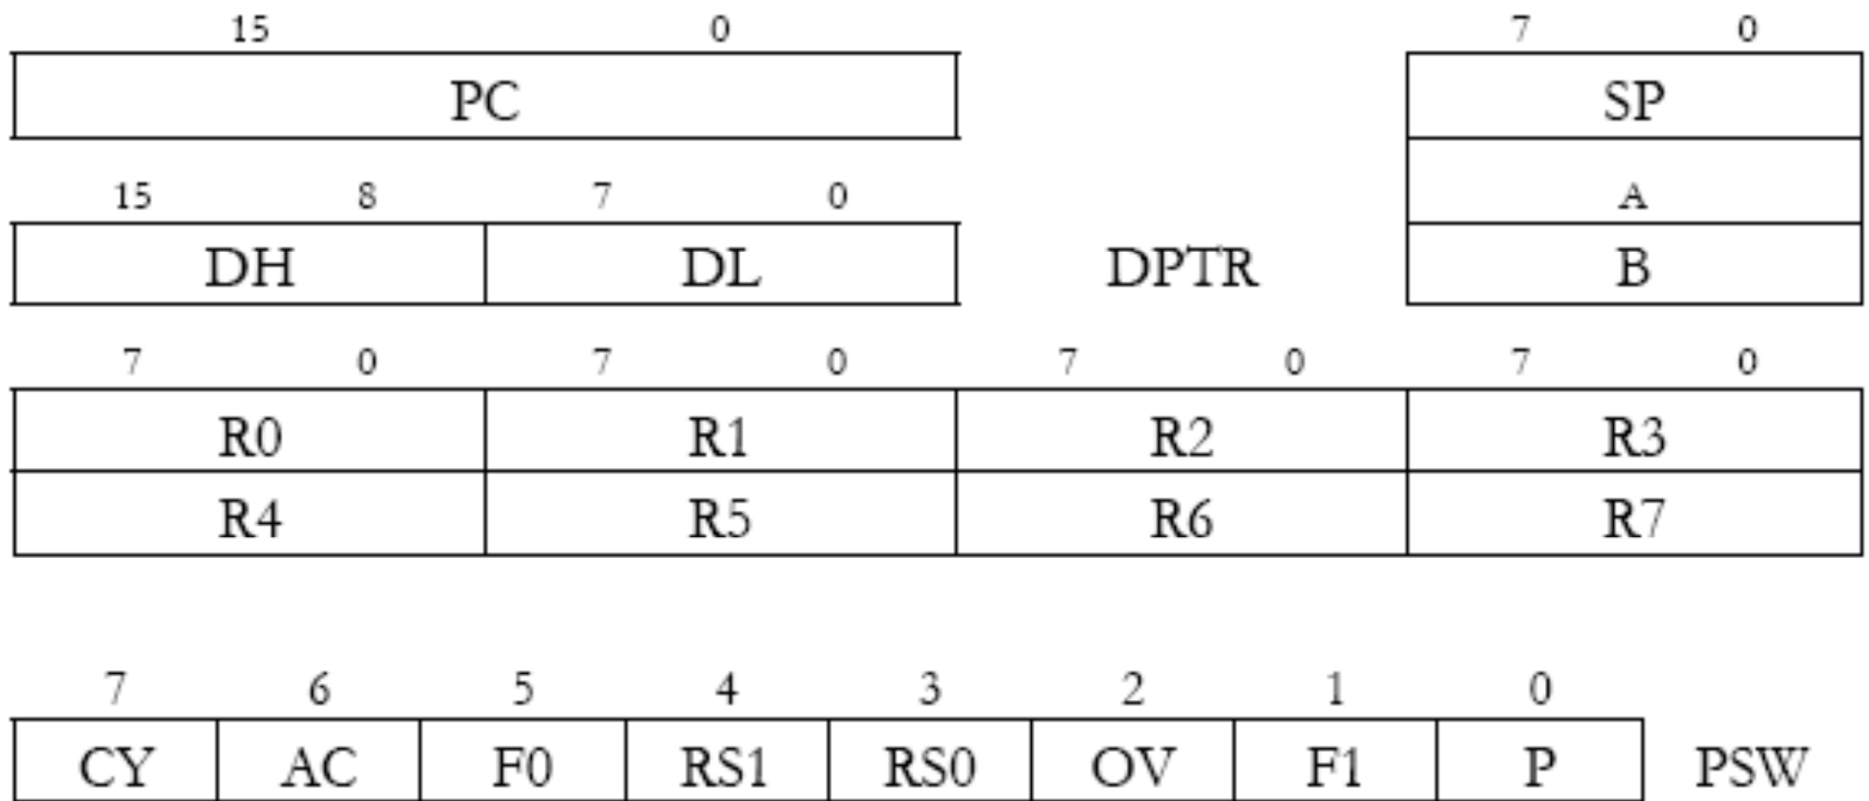 15 0 7 0
PC SP
15 8 7 0 A
DH DL DPTR B
7 0 7 0 7 0 7 0
R0 R1 R2 R3
R4 R5 R6 R7
7 6 5 4 3 2 1 0
CY AC F0 RS1 RS0 OV F1 P PSW